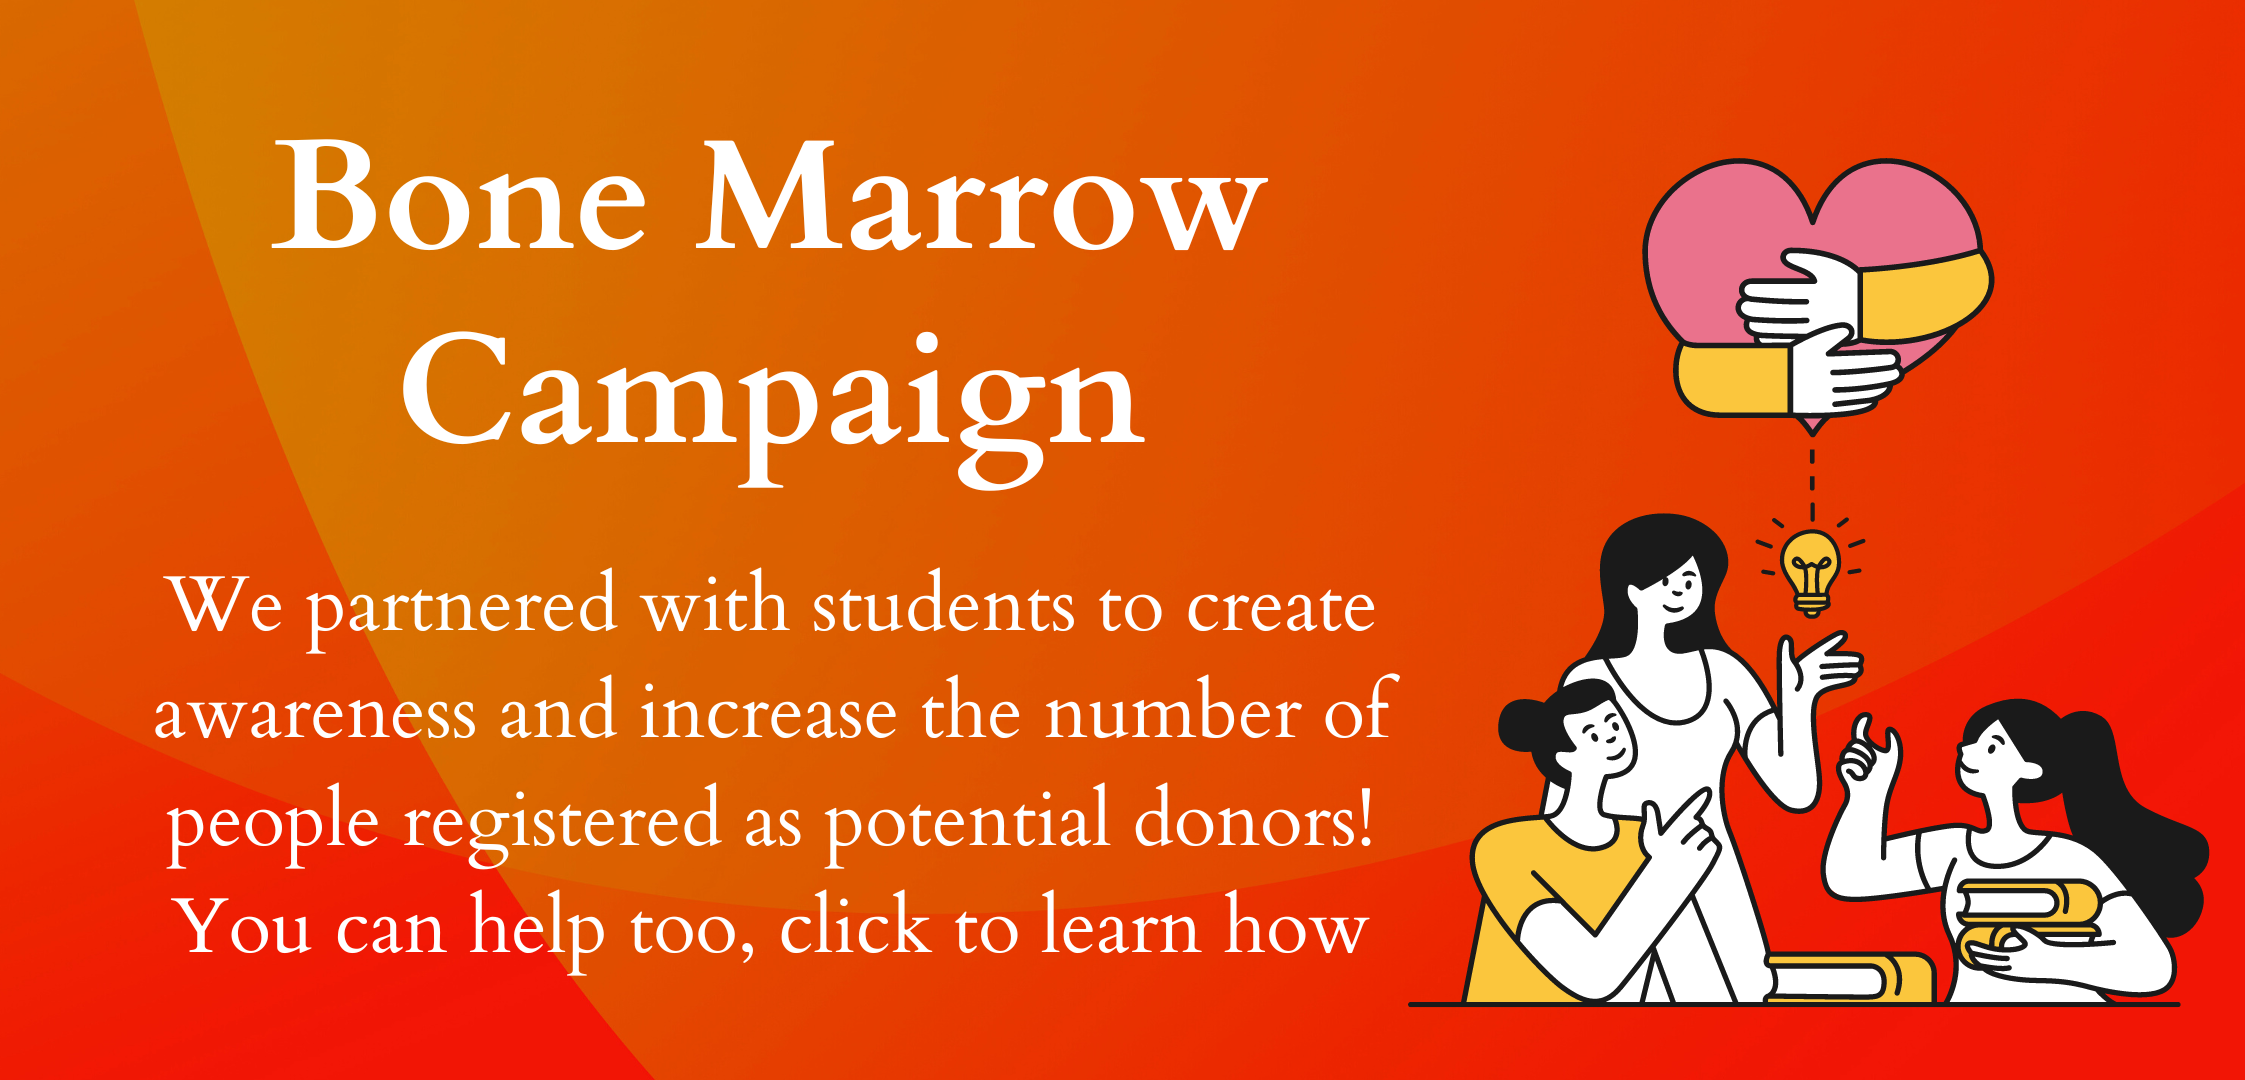 Bone Marrow
Campaign
We partnered with students to create
awareness and increase the number of
people registered as potential donors!
You can help too, click to learn how